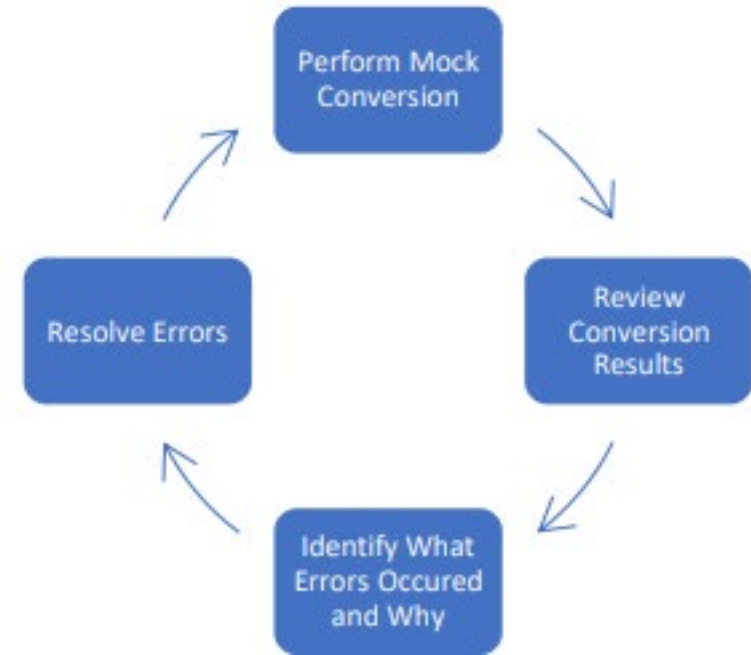 Perform Mock
Conversion
Review
Conversion
Results
Identify What
Errors Occured
and Why
Resolve Errors